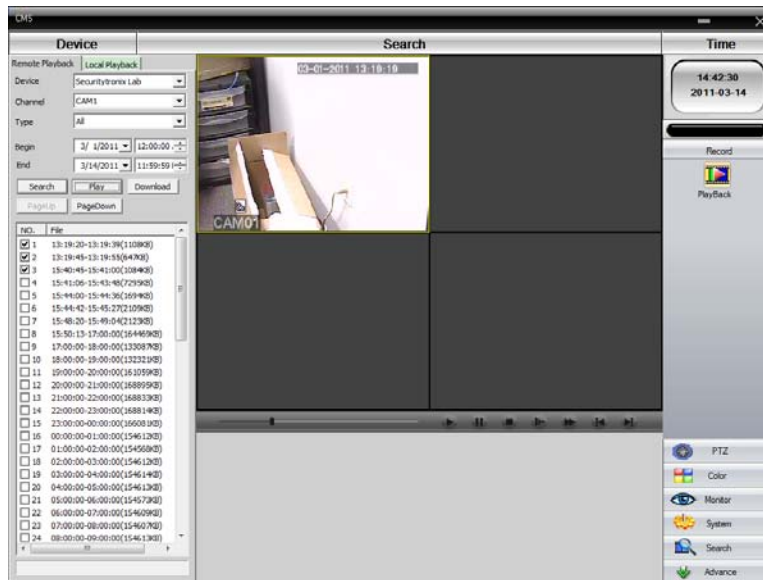 CMS
Device
Search
Time
Remote Playback
Local Playback
Device
Securitytronix Lab
Channel
CAM1
Type
All
Begin
3/ 1/2011
12:00:00
End
3/14/2011
11:59:59
Search
Play
Download
PageUp
PageDown
NO. File
1 13:19:20-13:19:39(1108KB)
2 13:19:45-13:19:55(647KB)
3 15:40:45-15:41:00(1084KB)
4 15:41:06-15:43:48(7295KB)
5 15:44:00-15:44:36(1694KB)
6 15:44:42-15:45:27(2109KB)
7 15:48:20-15:49:04(2123KB)
8 15:50:13-17:00:00(164469KB)
9 17:00:00-18:00:00(133087KB)
10 18:00:00-19:00:00(132321KB)
11 19:00:00-20:00:00(161059KB)
12 20:00:00-21:00:00(168895KB)
13 21:00:00-22:00:00(168833KB)
14 22:00:00-23:00:00(168814KB)
15 23:00:00-00:00:00(166081KB)
16 00:00:00-01:00:00(154612KB)
17 01:00:00-02:00:00(154568KB)
18 02:00:00-03:00:00(154612KB)
19 03:00:00-04:00:00(154614KB)
20 04:00:00-05:00:00(154613KB)
21 05:00:00-06:00:00(154573KB)
22 06:00:00-07:00:00(154609KB)
23 07:00:00-08:00:00(154607KB)
24 08:00:00-09:00:00(154613KB)
03-01-2011 13:19:19
CAM01
14:42:30
2011-03-14
Record
PlayBack
PTZ
Color
Monitor
System
Search
Advance